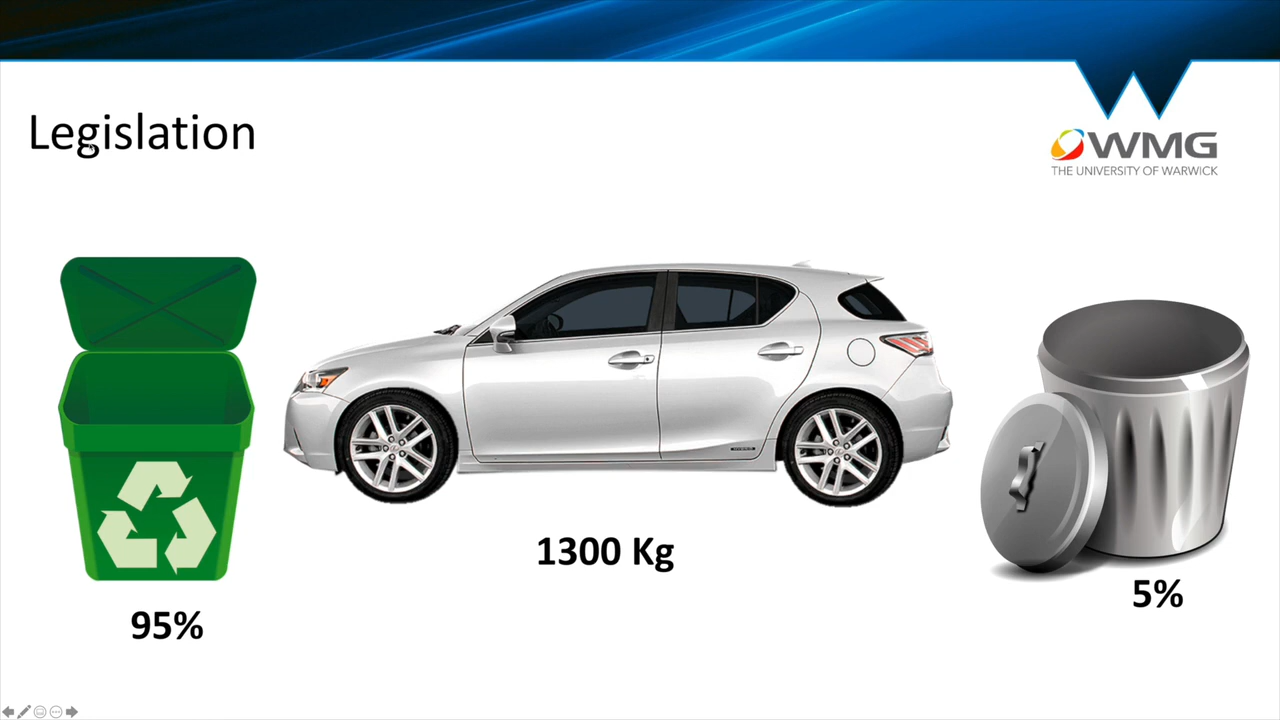 Legislation
WMG
THE UNIVERSITY OF WARWICK
1300 Kg
95%
5%